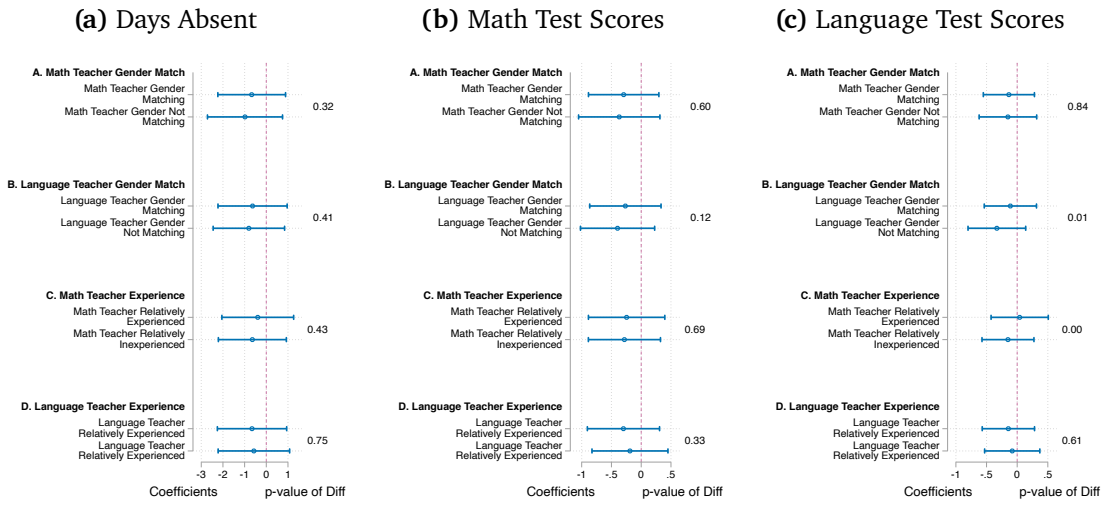 (a) Days Absent
A. Math Teacher Gender Match
Math Teacher Gender
Matching
Math Teacher Gender Not
Matching
0.32
B. Language Teacher Gender Match
Language Teacher Gender
Matching
Language Teacher Gender
Not Matching
0.41
C. Math Teacher Experience
Math Teacher Relatively
Experienced
Math Teacher Relatively
Inexperienced
0.43
D. Language Teacher Experience
Language Teacher
Relatively Experienced
Language Teacher
Relatively Experienced
0.75
-3 -2 -1 0 1
Coefficients p-value of Diff
(b) Math Test Scores
A. Math Teacher Gender Match
Math Teacher Gender
Matching
Math Teacher Gender Not
Matching
0.60
B. Language Teacher Gender Match
Language Teacher Gender
Matching
Language Teacher Gender
Not Matching
0.12
C. Math Teacher Experience
Math Teacher Relatively
Experienced
Math Teacher Relatively
Inexperienced
0.69
D. Language Teacher Experience
Language Teacher
Relatively Experienced
Language Teacher
Relatively Experienced
0.33
-1 -.5 0 .5
Coefficients p-value of Diff
(c) Language Test Scores
A. Math Teacher Gender Match
Math Teacher Gender
Matching
Math Teacher Gender Not
Matching
0.84
B. Language Teacher Gender Match
Language Teacher Gender
Matching
Language Teacher Gender
Not Matching
0.01
C. Math Teacher Experience
Math Teacher Relatively
Experienced
Math Teacher Relatively
Inexperienced
0.00
D. Language Teacher Experience
Language Teacher
Relatively Experienced
Language Teacher
Relatively Experienced
0.61
-1 -.5 0 .5
Coefficients p-value of Diff